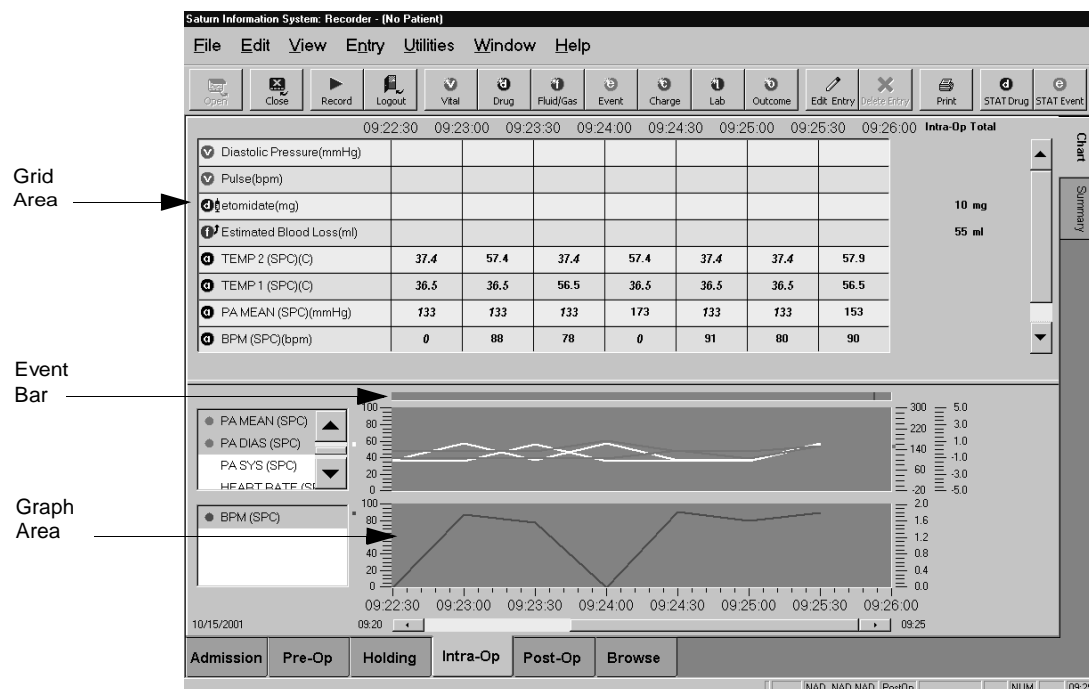 Saturn Information System: Recorder - (No Patient)
File Edit View Entry Utilities Window Help
Open Close Record Logout Vital Drug Fluid/Gas Event Charge Lab Outcome Edit Entry Delete Entry Print STAT Drug STAT Event
09:22:30 09:23:00 09:23:30 09:24:00 09:24:30 09:25:00 09:25:30 09:26:00 Intra-Op Total
Chart
Summary
Grid
Area
v Diastolic Pressure(mmHg)
v Pulse(bpm)
d etomidate(mg) 10 mg
f Estimated Blood Loss(ml) 55 ml
a TEMP 2 (SPC)(C) 37.4 57.4 37.4 57.4 37.4 37.4 57.9
a TEMP 1 (SPC)(C) 36.5 36.5 56.5 36.5 36.5 36.5 56.5
a PA MEAN (SPC)(mmHg) 133 133 133 173 133 133 153
a BPM (SPC)(bpm) 0 88 78 0 91 80 90
Event
Bar
PA MEAN (SPC)
PA DIAS (SPC)
PA SYS (SPC)
HEART RATE
100 300 5.0
80 220 3.0
60 140 1.0
40 60 -1.0
20 -20 -3.0
0 -5.0
Graph
Area
BPM (SPC)
100 2.0
80 1.6
1.2
40 0.8
20 0.4
0 0.0
09:22:30 09:23:00 09:23:30 09:24:00 09:24:30 09:25:00 09:25:30 09:26:00
10/15/2001 09:20 09:25
Admission Pre-Op Holding Intra-Op Post-Op Browse
NAD NAD NAD PostOp NUM